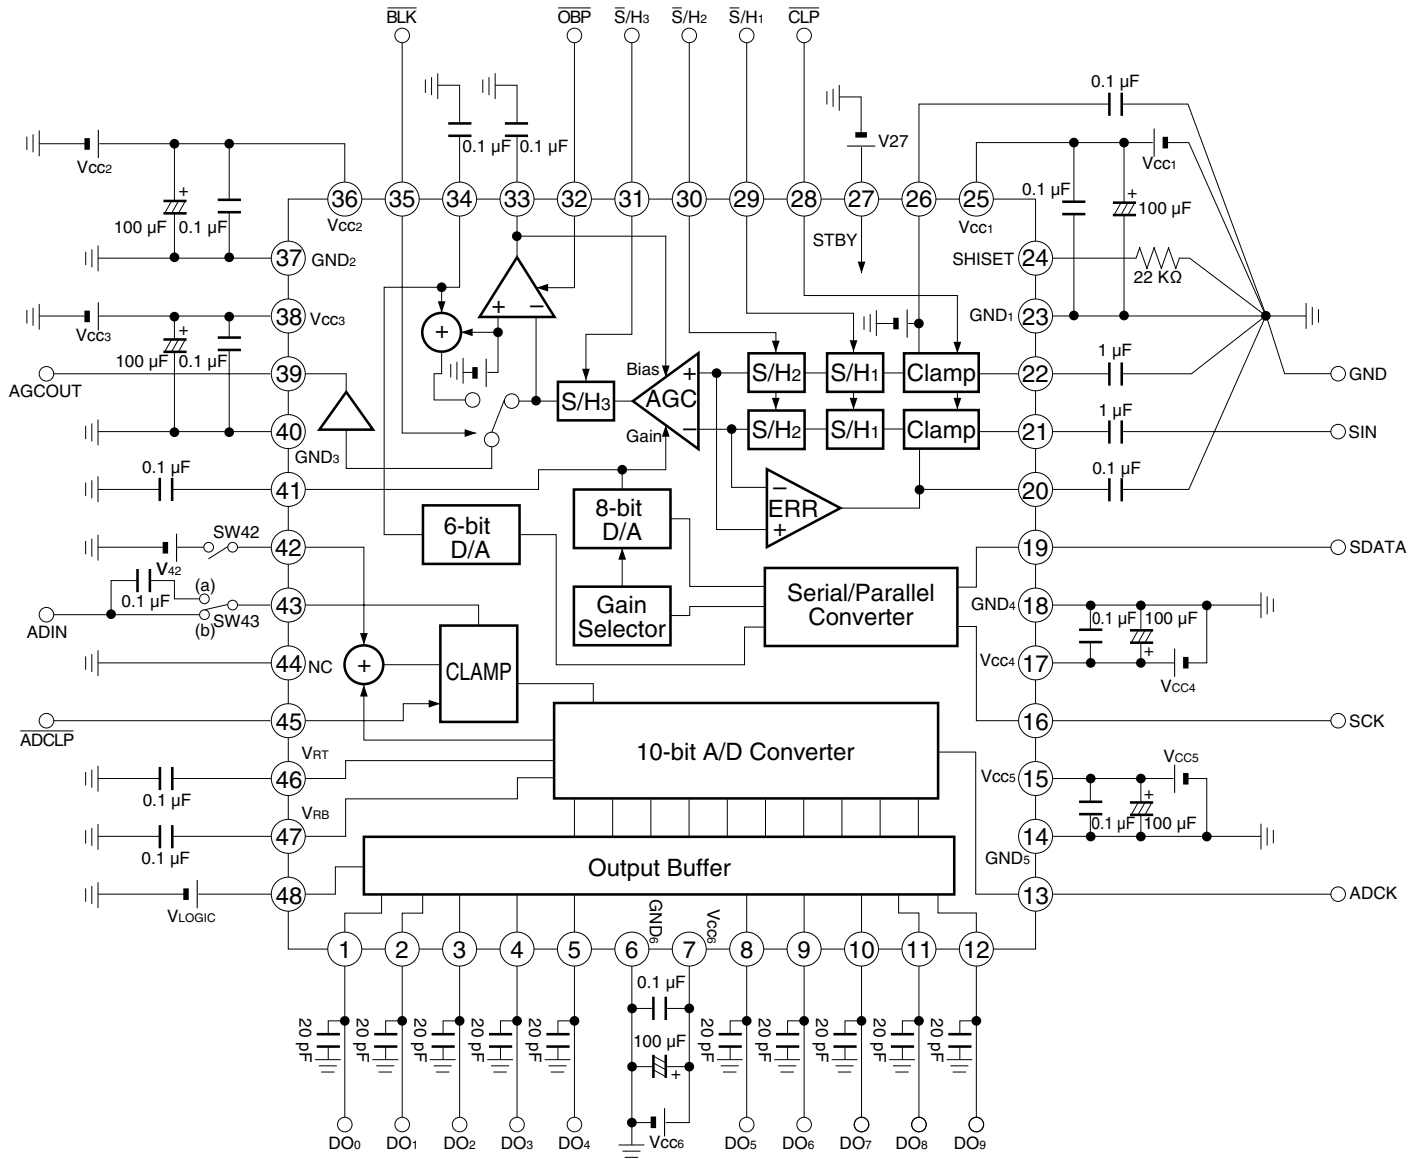 BLK OBP S/H3 S/H2 S/H1 CLP
0.1 µF
0.1 µF 0.1 µF
V27
VCC2
VCC1
0.1 µF
100 µF
100 µF 0.1 µF
36 35 34 33 32 31 30 29 28 27 26 25
VCC2
VCC1
STBY
37 GND2
SHISET 24
22 KΩ
38 VCC3
GND1 23
VCC3
100 µF 0.1 µF
+ + −
AGCOUT
39
Bias
+
AGC
−
Gain
S/H3
S/H2 S/H1 Clamp
22
1 µF
GND
S/H2 S/H1 Clamp
21
1 µF
SIN
40
GND3
0.1 µF
41
20
0.1 µF
−
ERR
+
6-bit
D/A
8-bit
D/A
SW42
V42
42
19
SDATA
Serial/Parallel
Converter
Gain
Selector
(a)
0.1 µF
SW43
(b)
ADIN
43
GND4 18
0.1 µF 100 µF
44 NC
+
CLAMP
VCC4 17
VCC4
ADCLP
45
16
SCK
VRT
46
0.1 µF
10-bit A/D Converter
VCC5 15
VCC5
VRB
47
0.1 µF
14
GND5
0.1 µF 100 µF
Output Buffer
VLOGIC
48
13
ADCK
GND6 VCC6
1 2 3 4 5 6 7 8 9 10 11 12
0.1 µF
20 pF 20 pF 20 pF 20 pF 20 pF
100 µF
20 pF 20 pF 20 pF 20 pF 20 pF
VCC6
DO0 DO1 DO2 DO3 DO4 DO5 DO6 DO7 DO8 DO9